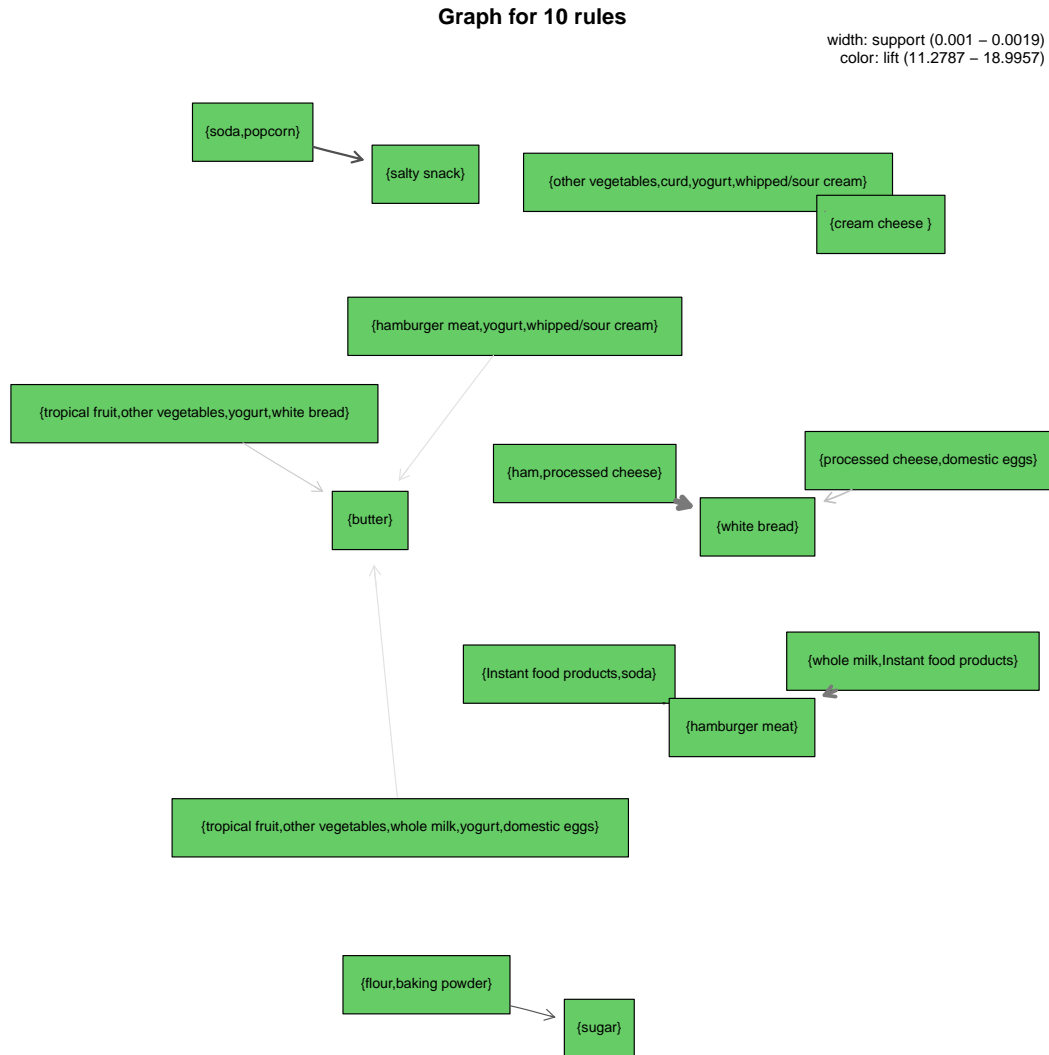 Graph for 10 rules
width: support (0.001 − 0.0019)
color: lift (11.2787 − 18.9957)
{soda,popcorn}
{salty snack}
{other vegetables,curd,yogurt,whipped/sour cream}
{cream cheese }
{hamburger meat,yogurt,whipped/sour cream}
{tropical fruit,other vegetables,yogurt,white bread}
{ham,processed cheese}
{processed cheese,domestic eggs}
{butter}
{white bread}
{Instant food products,soda}
{whole milk,Instant food products}
{hamburger meat}
{tropical fruit,other vegetables,whole milk,yogurt,domestic eggs}
{flour,baking powder}
{sugar}